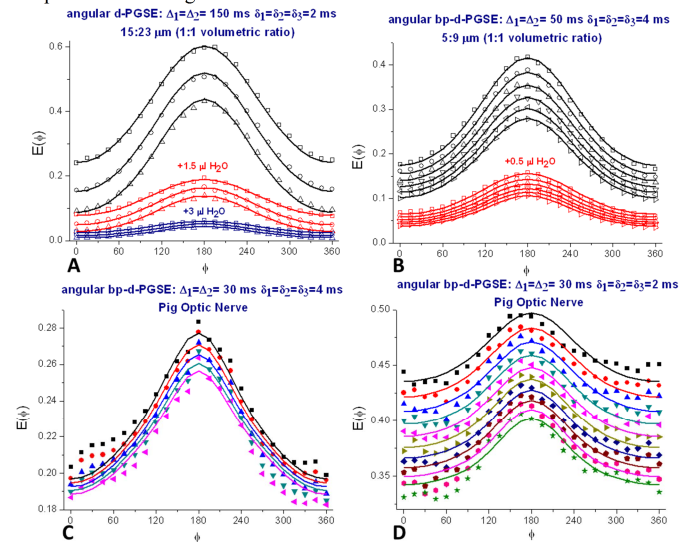 angular d-PGSE: Δ1=Δ2= 150 ms δ1=δ2=δ3=2 ms
15:23 μm (1:1 volumetric ratio)
0.6
0.4
0.2
0.0
E(ϕ)
+1.5 μl H2O
+3 μl H2O
0 60 120 180 240 300 360
A
ϕ
angular bp-d-PGSE: Δ1=Δ2= 50 ms δ1=δ2=δ3=4 ms
5:9 μm (1:1 volumetric ratio)
0.4
0.3
0.2
0.1
0.0
E(ϕ)
+0.5 μl H2O
0 60 120 180 240 300 360
B
ϕ
angular bp-d-PGSE: Δ1=Δ2= 30 ms δ1=δ2=δ3=4 ms
Pig Optic Nerve
0.28
0.26
0.24
0.22
0.20
0.18
E(ϕ)
0 60 120 180 240 300 360
C
ϕ
angular bp-d-PGSE: Δ1=Δ2= 30 ms δ1=δ2=δ3=2 ms
Pig Optic Nerve
0.50
0.45
0.40
0.35
E(ϕ)
0 60 120 180 240 300 360
D
ϕ